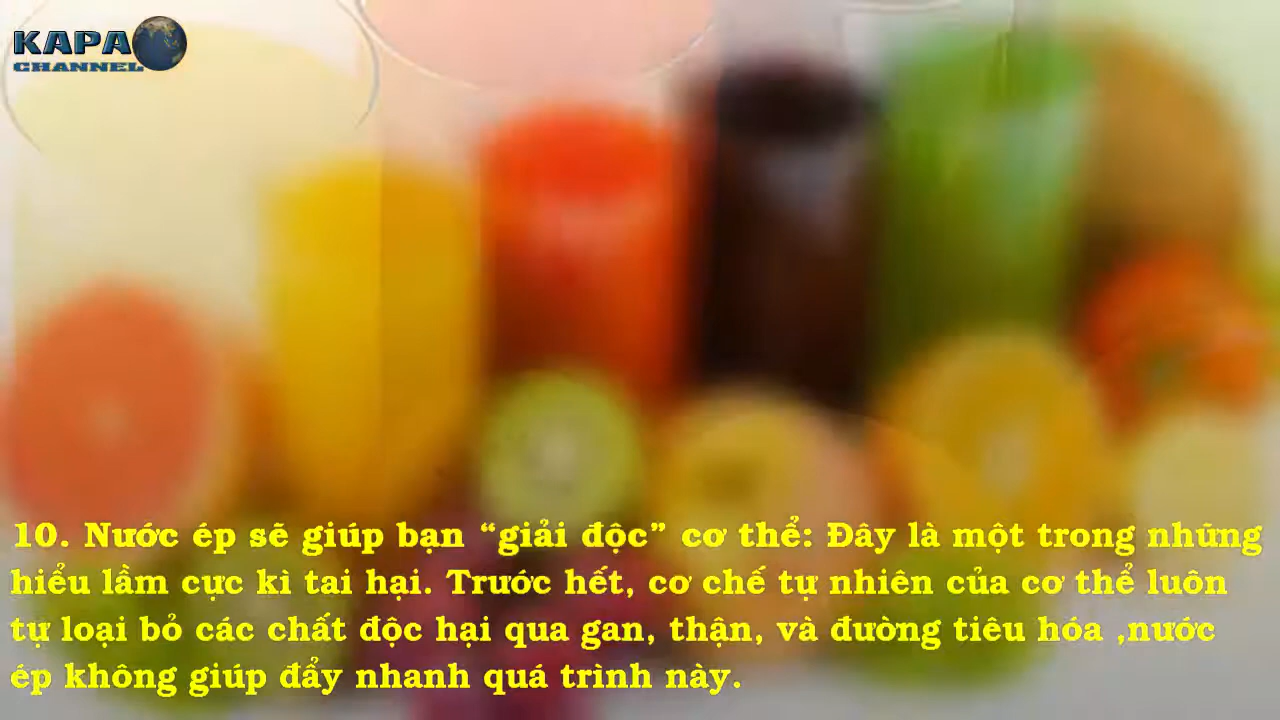 KAPA
CHANNEL
10. Nước ép sẽ giúp bạn “giải độc” cơ thể: Đây là một trong những
hiểu lầm cực kì tai hại. Trước hết, cơ chế tự nhiên của cơ thể luôn
tự loại bỏ các chất độc hại qua gan, thận, và đường tiêu hóa ,nước
ép không giúp đẩy nhanh quá trình này.